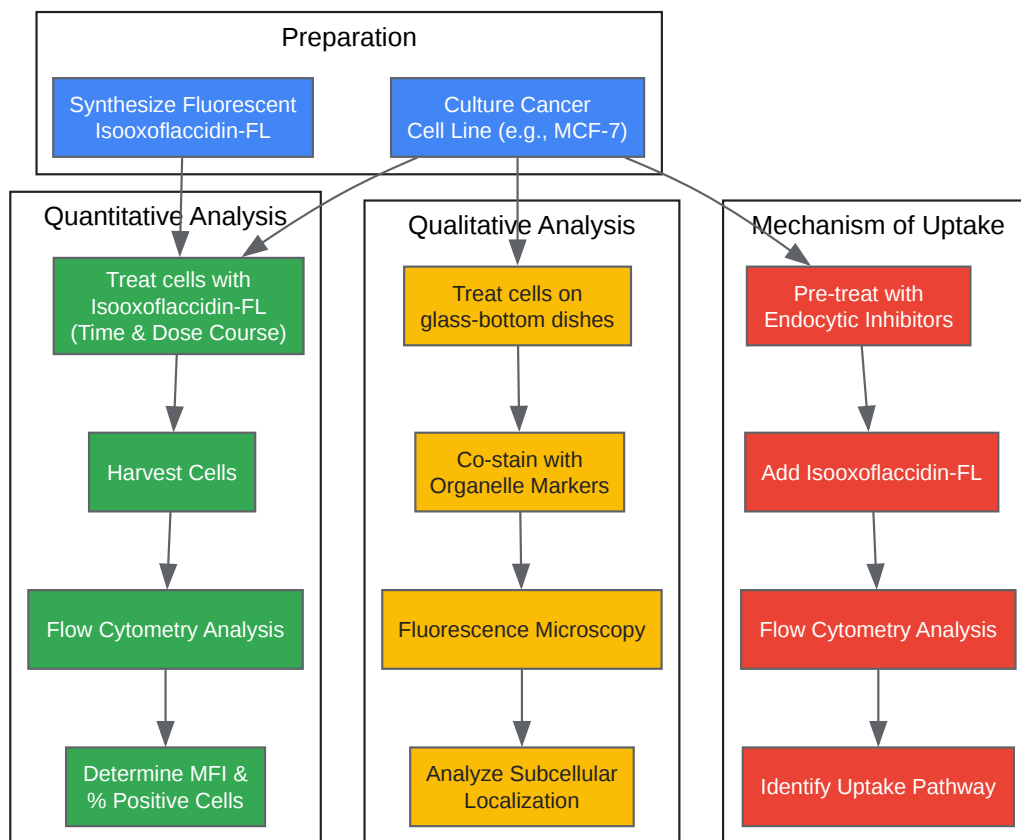 Preparation
Synthesize Fluorescent
Isooxoflaccidin-FL
Culture Cancer
Cell Line (e.g., MCF-7)
Quantitative Analysis
Treat cells with
Isooxoflaccidin-FL
(Time & Dose Course)
Harvest Cells
Flow Cytometry Analysis
Determine MFI &
% Positive Cells
Qualitative Analysis
Treat cells on
glass-bottom dishes
Co-stain with
Organelle Markers
Fluorescence Microscopy
Analyze Subcellular
Localization
Mechanism of Uptake
Pre-treat with
Endocytic Inhibitors
Add Isooxoflaccidin-FL
Flow Cytometry Analysis
Identify Uptake Pathway